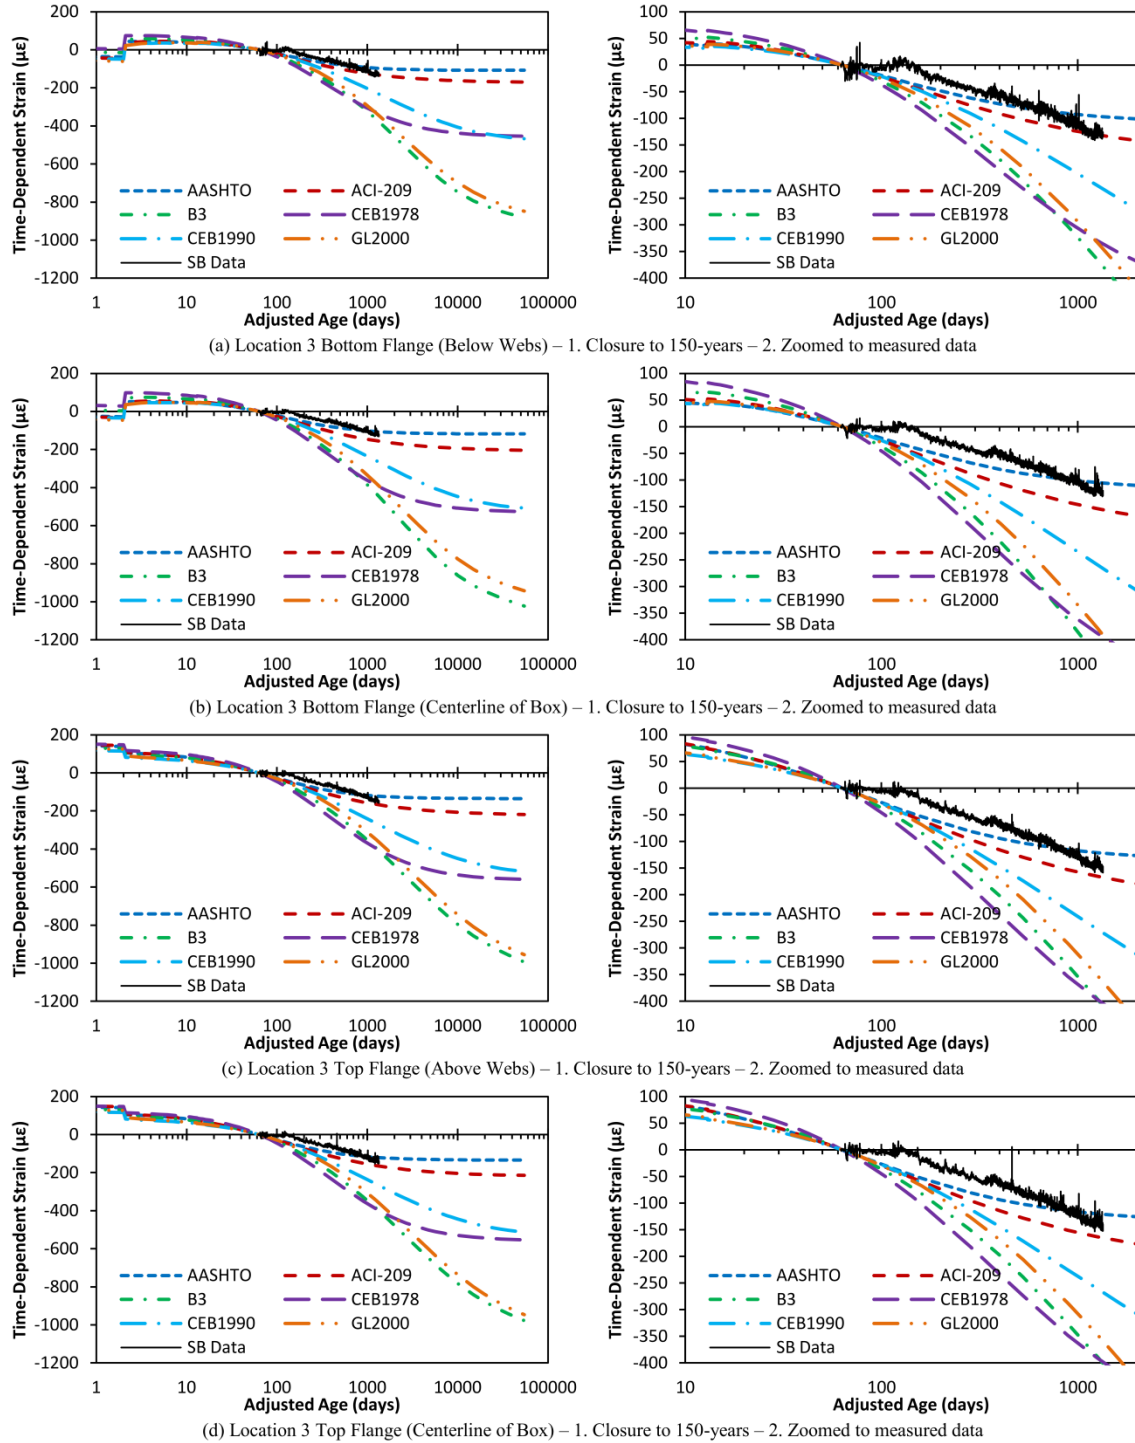 Time-Dependent Strain (με)
200
0
-200
-400
-600
-800
-1000
-1200
AASHTO
ACI-209
B3
CEB1978
CEB1990
GL2000
SB Data
1
10
100
1000
10000
100000
Adjusted Age (days)
Time-Dependent Strain (με)
100
50
0
-50
-100
-150
-200
-250
-300
-350
-400
AASHTO
ACI-209
B3
CEB1978
CEB1990
GL2000
SB Data
10
100
1000
Adjusted Age (days)
(a) Location 3 Bottom Flange (Below Webs) – 1. Closure to 150-years – 2. Zoomed to measured data
Time-Dependent Strain (με)
200
0
-200
-400
-600
-800
-1000
-1200
AASHTO
ACI-209
B3
CEB1978
CEB1990
GL2000
SB Data
1
10
100
1000
10000
100000
Adjusted Age (days)
Time-Dependent Strain (με)
100
50
0
-50
-100
-150
-200
-250
-300
-350
-400
AASHTO
ACI-209
B3
CEB1978
CEB1990
GL2000
SB Data
10
100
1000
Adjusted Age (days)
(b) Location 3 Bottom Flange (Centerline of Box) – 1. Closure to 150-years – 2. Zoomed to measured data
Time-Dependent Strain (με)
200
0
-200
-400
-600
-800
-1000
-1200
AASHTO
ACI-209
B3
CEB1978
CEB1990
GL2000
SB Data
1
10
100
1000
10000
100000
Adjusted Age (days)
Time-Dependent Strain (με)
100
50
0
-50
-100
-150
-200
-250
-300
-350
-400
AASHTO
ACI-209
B3
CEB1978
CEB1990
GL2000
SB Data
10
100
1000
Adjusted Age (days)
(c) Location 3 Top Flange (Above Webs) – 1. Closure to 150-years – 2. Zoomed to measured data
Time-Dependent Strain (με)
200
0
-200
-400
-600
-800
-1000
-1200
AASHTO
ACI-209
B3
CEB1978
CEB1990
GL2000
SB Data
1
10
100
1000
10000
100000
Adjusted Age (days)
Time-Dependent Strain (με)
100
50
0
-50
-100
-150
-200
-250
-300
-350
-400
AASHTO
ACI-209
B3
CEB1978
CEB1990
GL2000
SB Data
10
100
1000
Adjusted Age (days)
(d) Location 3 Top Flange (Centerline of Box) – 1. Closure to 150-years – 2. Zoomed to measured data